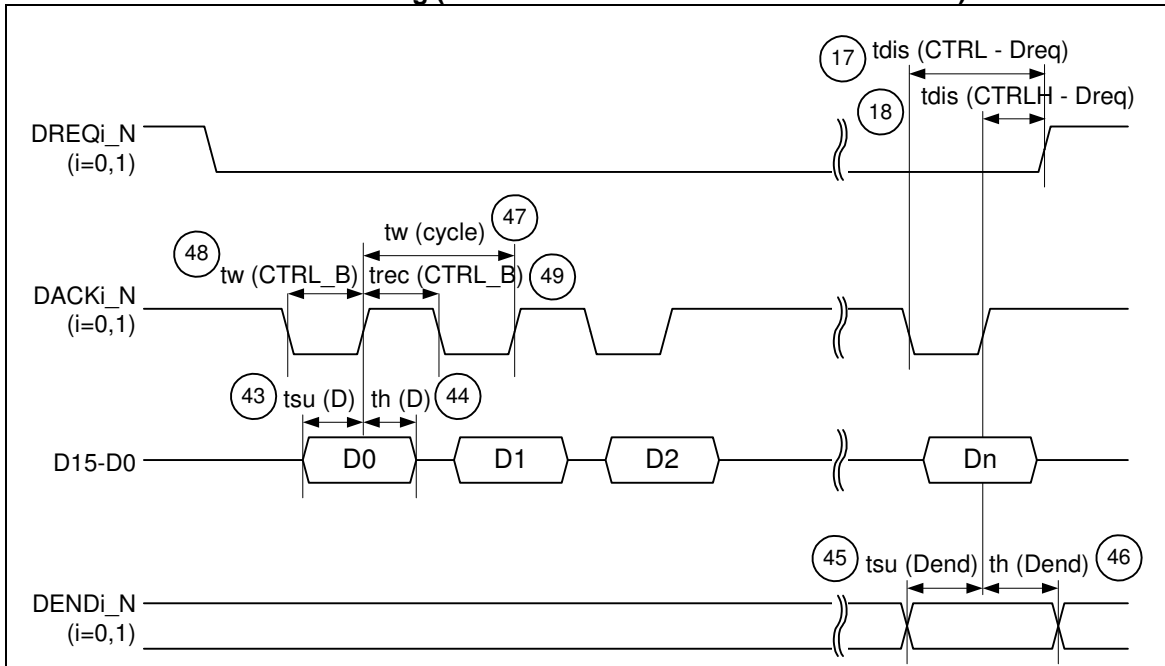 17 tdis (CTRL - Dreq)
18 tdis (CTRLH - Dreq)
DREQi_N
(i=0,1)
47
tw (cycle)
48 tw (CTRL_B) trec (CTRL_B) 49
DACKi_N
(i=0,1)
43 tsu (D) th (D) 44
D15-D0 D0 D1 D2 Dn
45 tsu (Dend) th (Dend) 46
DENDi_N
(i=0,1)